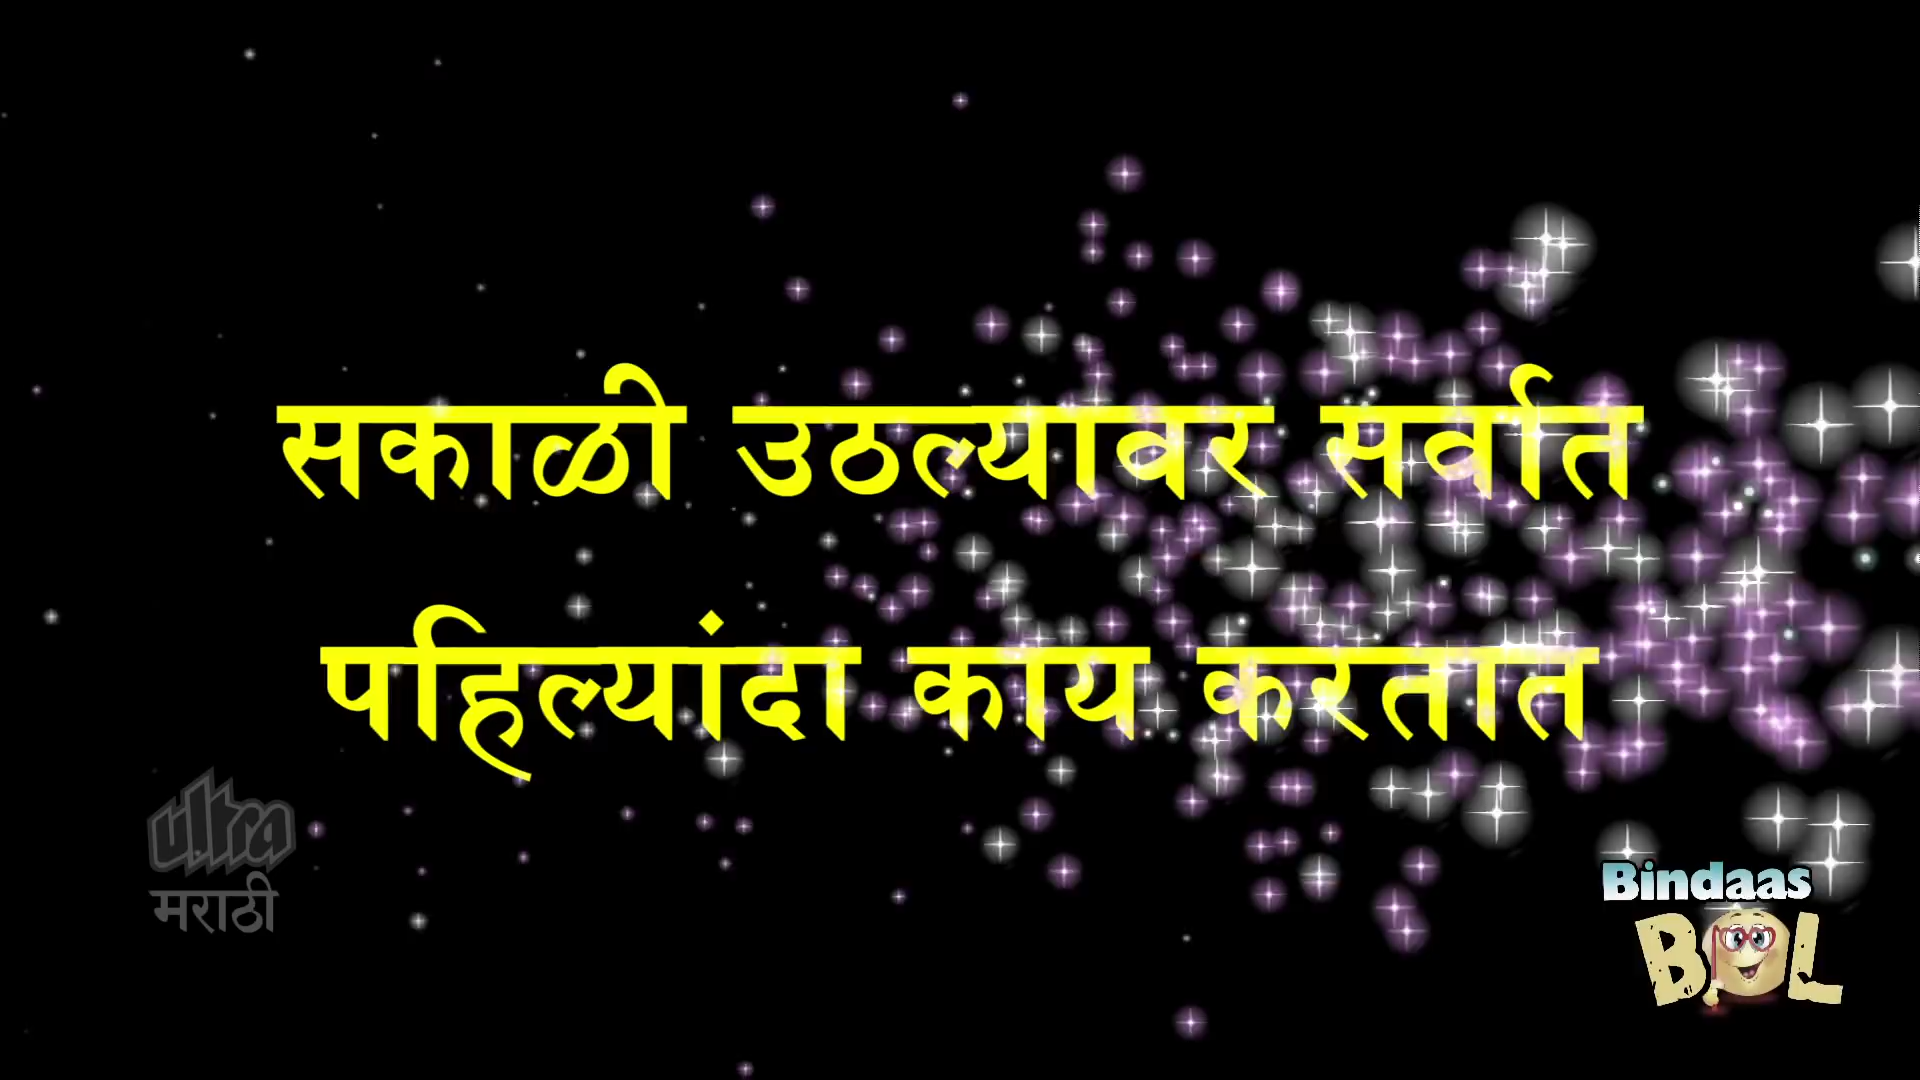 सकाळी उठल्यावर सर्वात
पहिल्यांदा काय करतात
ultra
मराठी
Bindaas
BOL